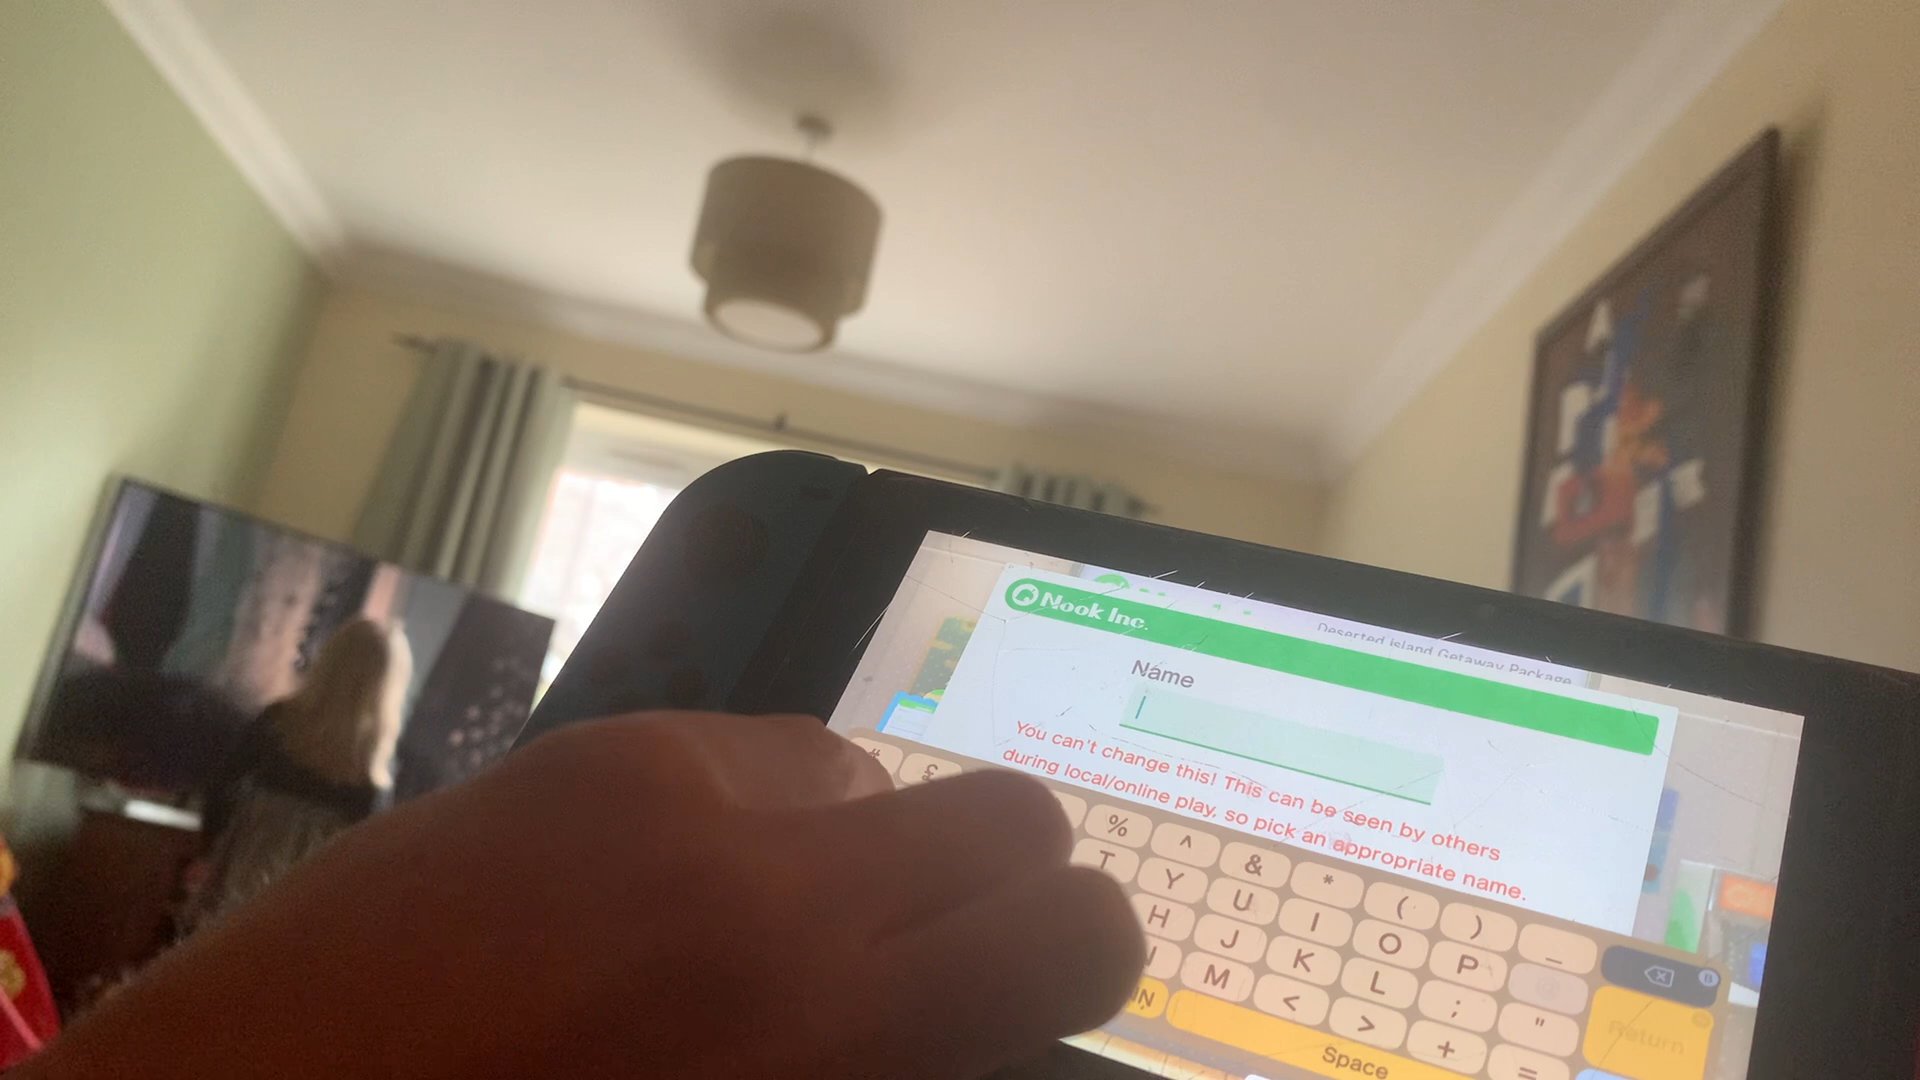 Nook Inc.
Deserted Island Getaway Package
Name
You can't change this! This can be seen by others
during local/online play, so pick an appropriate name.
# £
% ^ & * ( ) _
T Y U I O P
H J K L ; "
N M < > + =
Return
Space